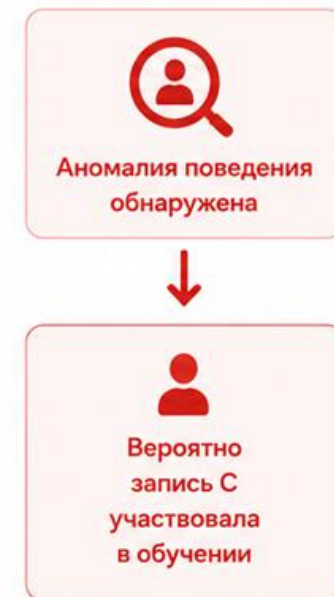 Аномалия поведения
обнаружена
Вероятно
запись С
участвовала
в обучении